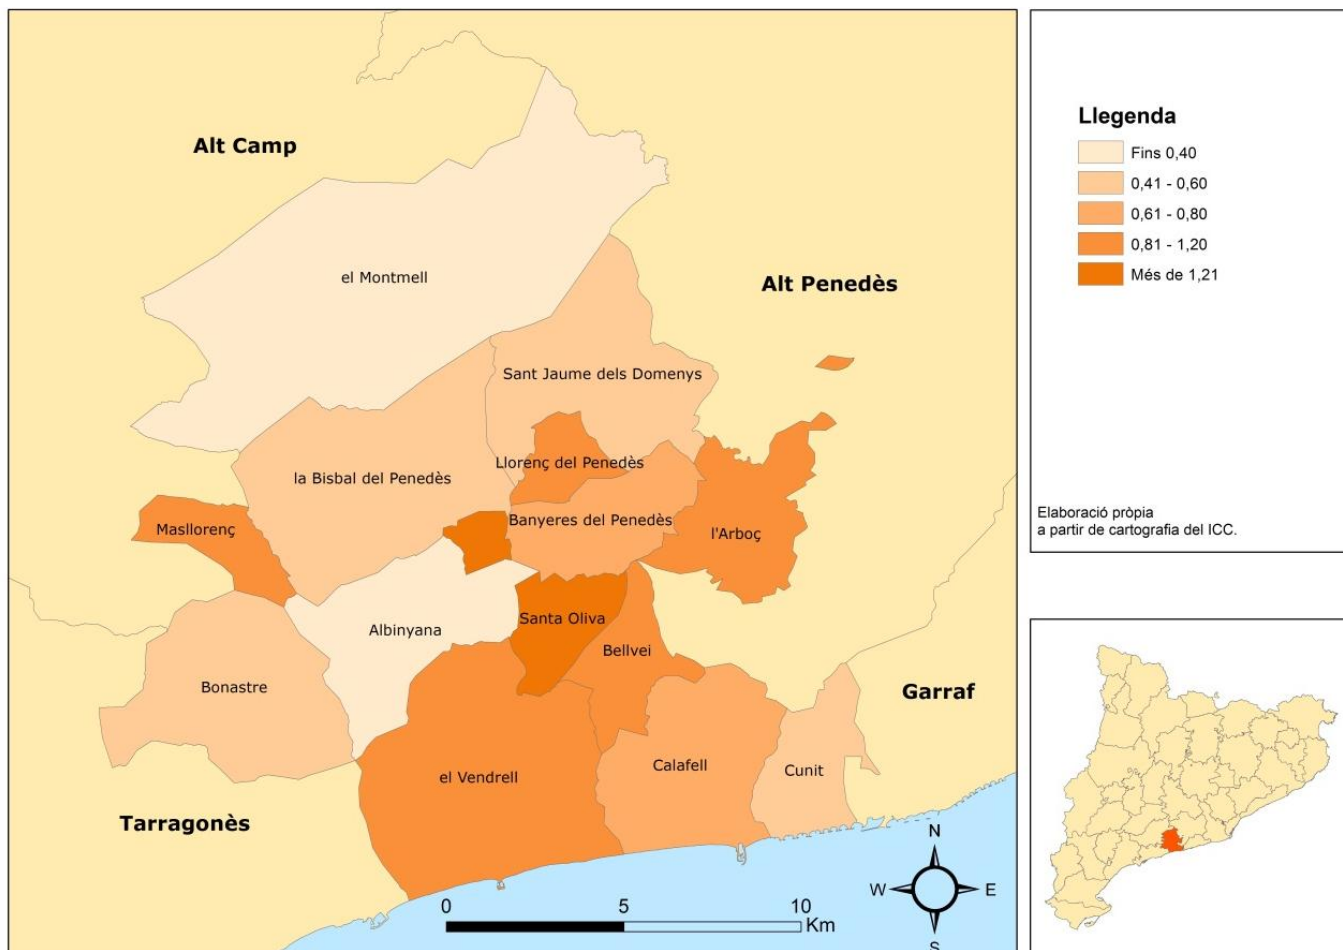 Alt Camp
el Montmell
Alt Penedès
Sant Jaume dels Domenys
Llorenç del Penedès
la Bisbal del Penedès
Banyeres del Penedès
Masllorenç
l'Arboç
Santa Oliva
Albinyana
Bellvei
Bonastre
Garraf
Calafell
Cunit
el Vendrell
Tarragonès
N
W
E
S
0
5
10
Km
Llegenda
Fins 0,40
0,41 - 0,60
0,61 - 0,80
0,81 - 1,20
Més de 1,21
Elaboració pròpia
a partir de cartografia del ICC.